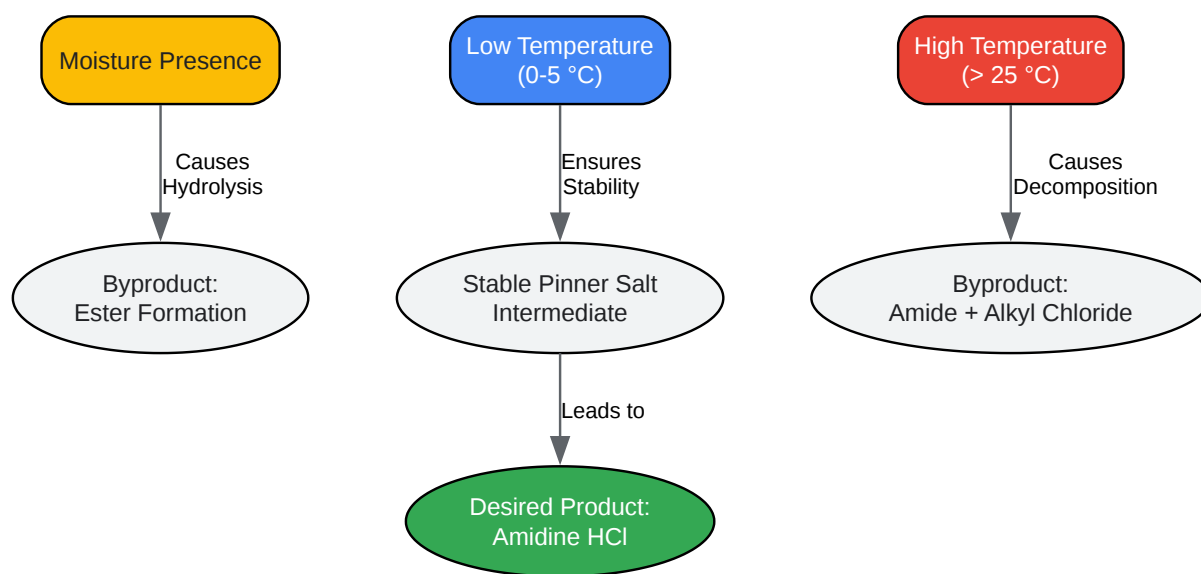 Moisture Presence
Low Temperature
(0-5 °C)
High Temperature
(> 25 °C)
Causes
Hydrolysis
Ensures
Stability
Causes
Decomposition
Byproduct:
Ester Formation
Stable Pinner Salt
Intermediate
Byproduct:
Amide + Alkyl Chloride
Leads to
Desired Product:
Amidine HCl